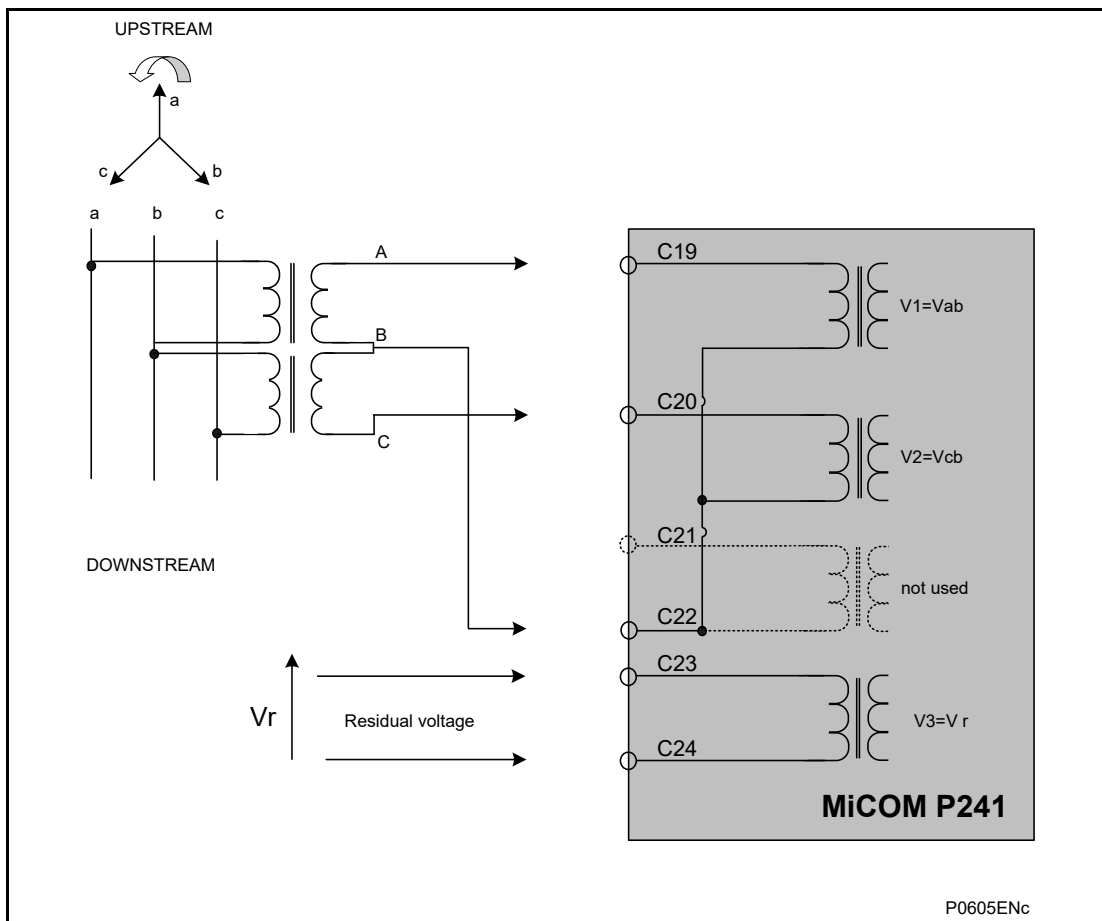 UPSTREAM
a
c
b
a
b
c
A
B
C
DOWNSTREAM
Vr
Residual voltage
C19
V1=Vab
C20
V2=Vcb
C21
not used
C22
C23
V3=V r
C24
MiCOM P241
P0605ENc